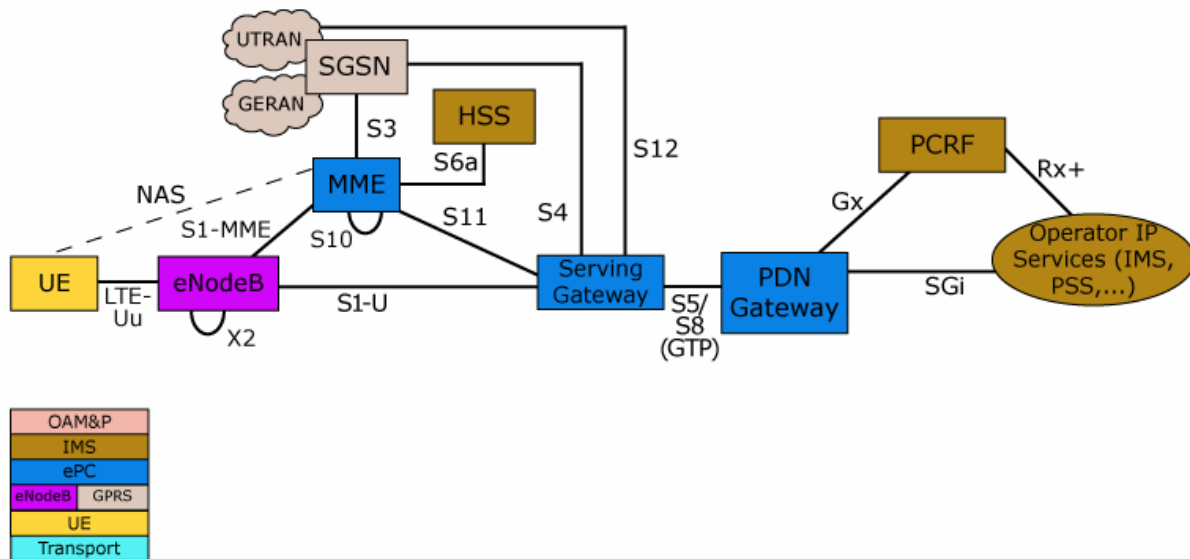 UTRAN
SGSN
GERAN
HSS
S3
S6a
S12
PCRF
Rx+
NAS
MME
Gx
S1-MME
S10
S11
S4
Operator IP
Services (IMS,
PSS,...)
UE
eNodeB
Serving
Gateway
PDN
Gateway
SGi
LTE-
Uu
S1-U
S5/
S8
(GTP)
X2
OAM&P
IMS
ePC
eNodeB GPRS
UE
Transport